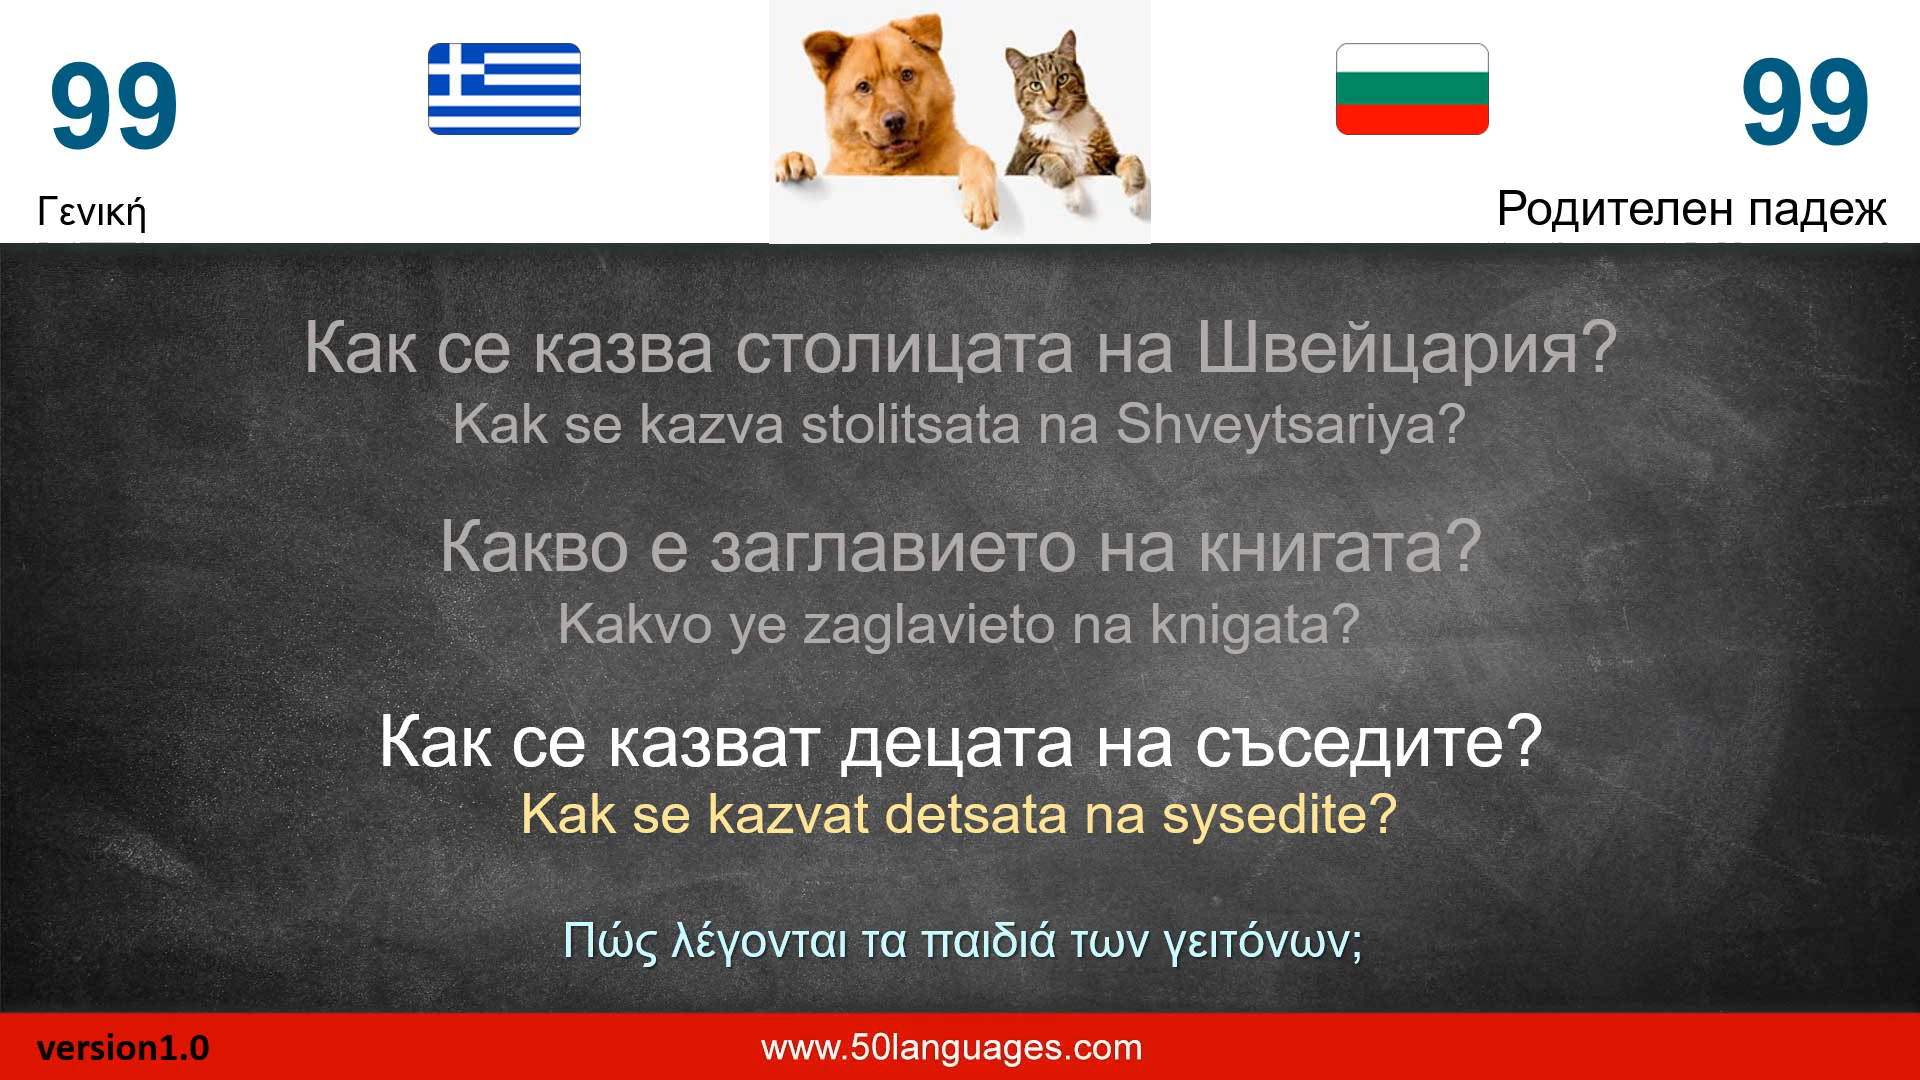 99
99
Γενική
Родителен падеж
Как се казва столицата на Швейцария?
Kak se kazva stolitsata na Shveytsariya?
Какво е заглавието на книгата?
Kakvo ye zaglavieto na knigata?
Как се казват децата на съседите?
Kak se kazvat detsata na sysedite?
Πώς λέγονται τα παιδιά των γειτόνων;
version1.0
www.50languages.com